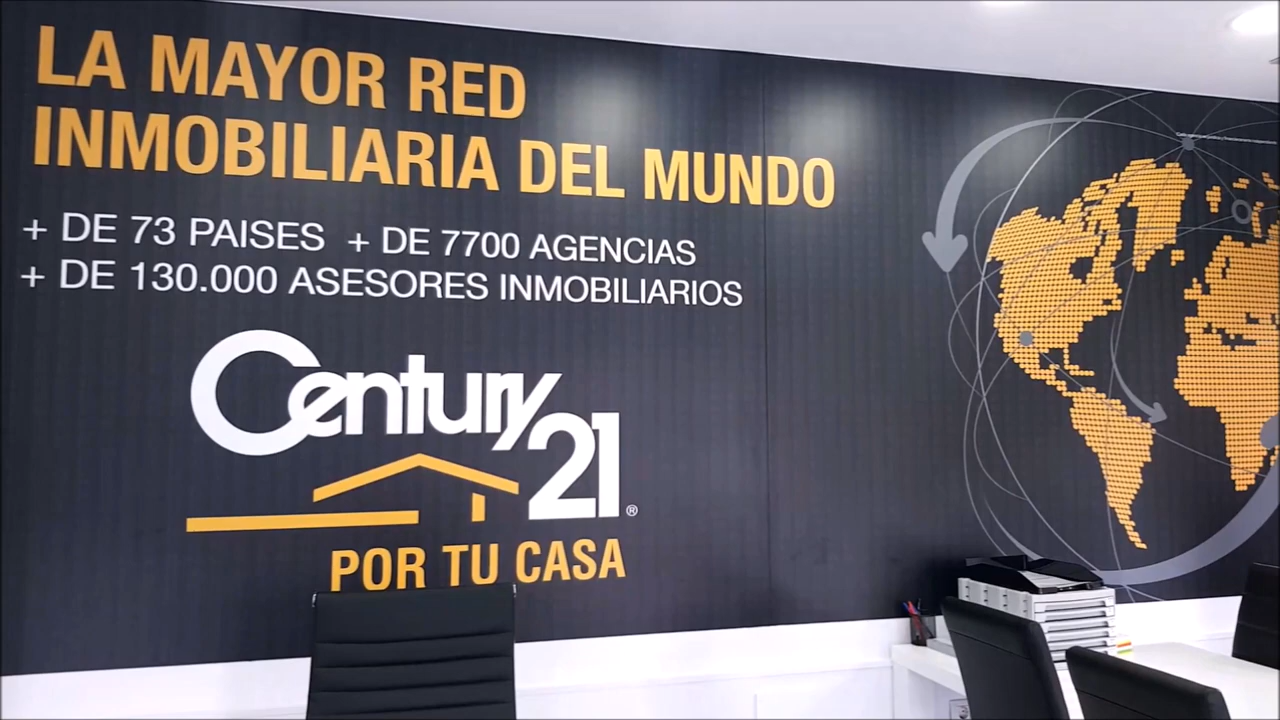 LA MAYOR RED
INMOBILIARIA DEL MUNDO
+ DE 73 PAISES + DE 7700 AGENCIAS
+ DE 130.000 ASESORES INMOBILIARIOS
Century
21®
POR TU CASA